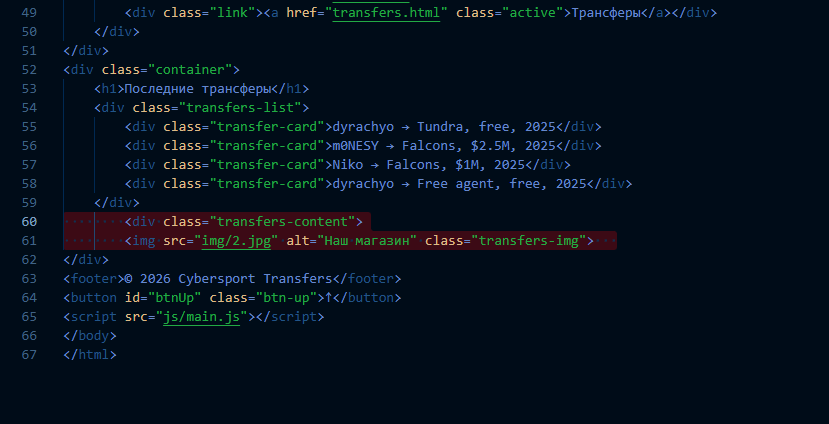 49 <div class="link"><a href="transfers.html" class="active">Трансферы</a></div>
50 </div>
51 </div>
52 <div class="container">
53 <h1>Последние трансферы</h1>
54 <div class="transfers-list">
55 <div class="transfer-card">dyrachyo → Tundra, free, 2025</div>
56 <div class="transfer-card">m0NESY → Falcons, $2.5M, 2025</div>
57 <div class="transfer-card">Niko → Falcons, $1M, 2025</div>
58 <div class="transfer-card">dyrachyo → Free agent, free, 2025</div>
59 </div>
60 <div class="transfers-content">
61 <img src="img/2.jpg" alt="Наш магазин" class="transfers-img">
62 </div>
63 <footer>© 2026 Cybersport Transfers</footer>
64 <button id="btnUp" class="btn-up">↑</button>
65 <script src="js/main.js"></script>
66 </body>
67 </html>